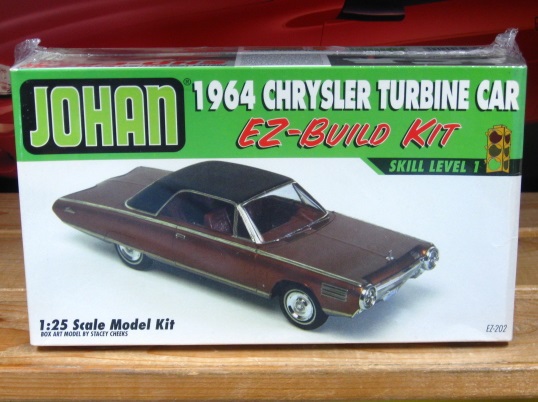 JOHAN®
1964 CHRYSLER TURBINE CAR
EZ-BUILD KIT
SKILL LEVEL 1
1:25 Scale Model Kit
BOX ART MODEL BY STACEY CHEEKS
EZ-202